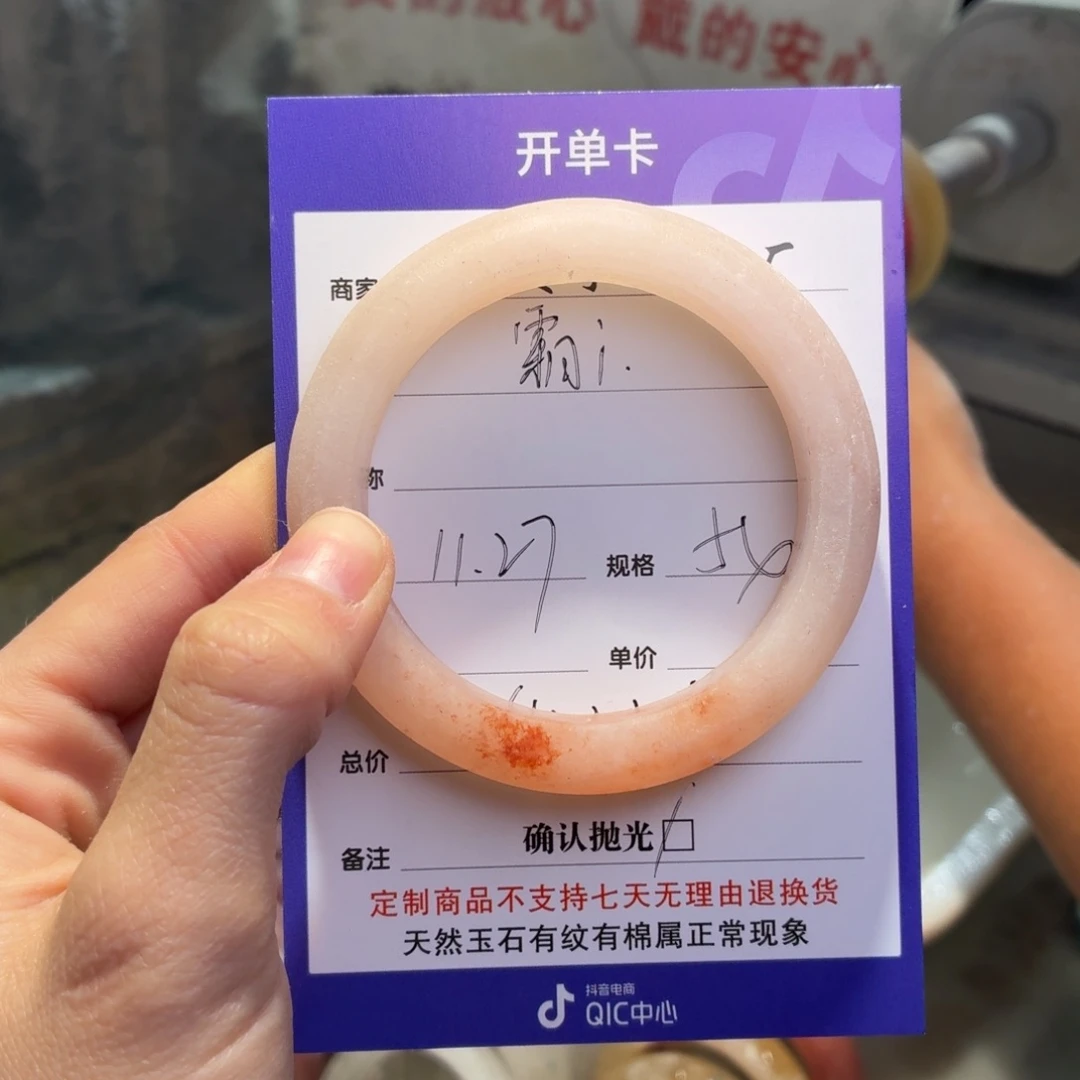 戴的安心
开单卡
商家
霸i.
称
11.27 规格 56
单价
总价
确认抛光
备注
定制商品不支持七天无理由退换货
天然玉石有纹有棉属正常现象
抖音电商
QIC中心